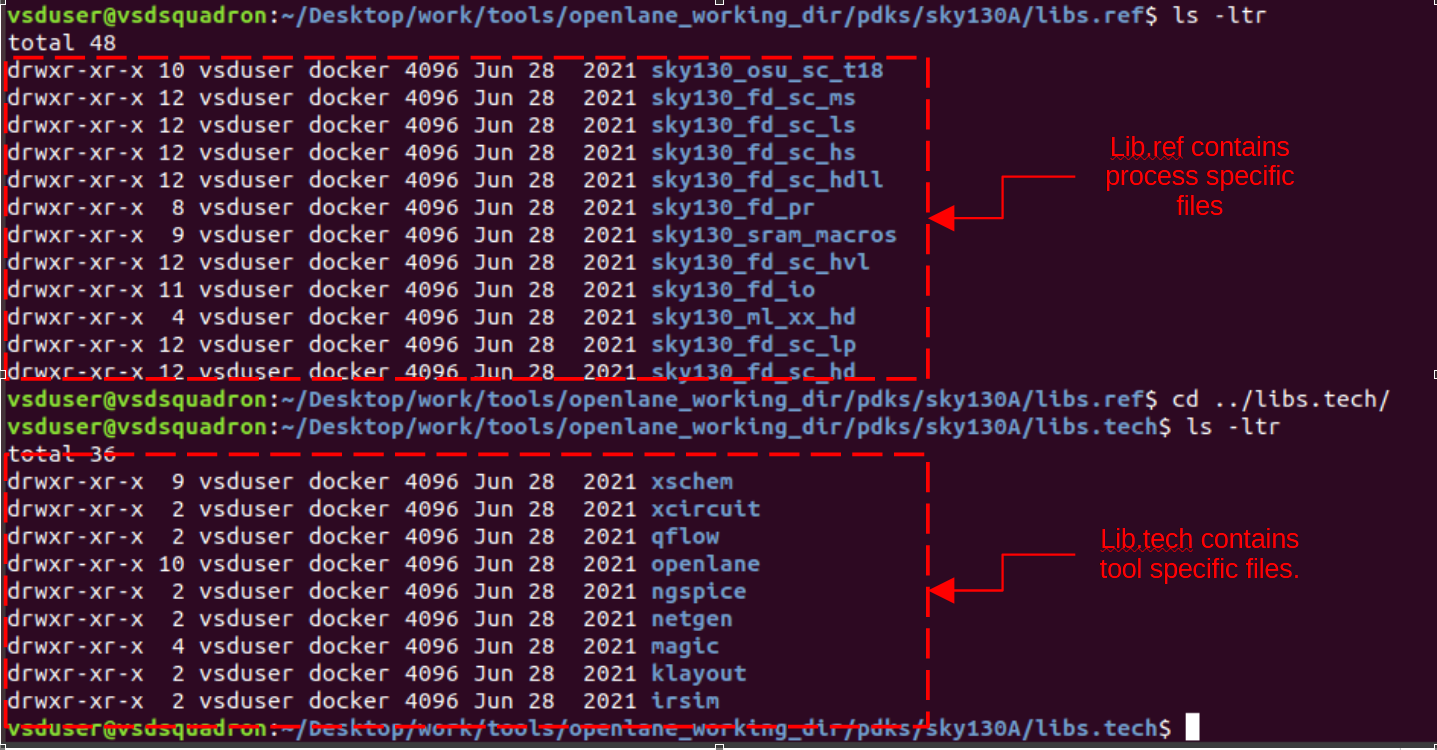 vsduser@vsdsquadron:~/Desktop/work/tools/openlane_working_dir/pdks/sky130A/libs.ref$ ls -ltr
total 48
drwxr-xr-x 10 vsduser docker 4096 Jun 28  2021 sky130_osu_sc_t18
drwxr-xr-x 12 vsduser docker 4096 Jun 28  2021 sky130_fd_sc_ms
drwxr-xr-x 12 vsduser docker 4096 Jun 28  2021 sky130_fd_sc_ls
drwxr-xr-x 12 vsduser docker 4096 Jun 28  2021 sky130_fd_sc_hs
drwxr-xr-x 12 vsduser docker 4096 Jun 28  2021 sky130_fd_sc_hdll
drwxr-xr-x  8 vsduser docker 4096 Jun 28  2021 sky130_fd_pr
drwxr-xr-x  9 vsduser docker 4096 Jun 28  2021 sky130_sram_macros
drwxr-xr-x 12 vsduser docker 4096 Jun 28  2021 sky130_fd_sc_hvl
drwxr-xr-x 11 vsduser docker 4096 Jun 28  2021 sky130_fd_io
drwxr-xr-x  4 vsduser docker 4096 Jun 28  2021 sky130_ml_xx_hd
drwxr-xr-x 12 vsduser docker 4096 Jun 28  2021 sky130_fd_sc_lp
drwxr-xr-x 12 vsduser docker 4096 Jun 28  2021 sky130_fd_sc_hd
Lib.ref contains
process specific
files
vsduser@vsdsquadron:~/Desktop/work/tools/openlane_working_dir/pdks/sky130A/libs.ref$ cd ../libs.tech/
vsduser@vsdsquadron:~/Desktop/work/tools/openlane_working_dir/pdks/sky130A/libs.tech$ ls -ltr
total 36
drwxr-xr-x  9 vsduser docker 4096 Jun 28  2021 xschem
drwxr-xr-x  2 vsduser docker 4096 Jun 28  2021 xcircuit
drwxr-xr-x  2 vsduser docker 4096 Jun 28  2021 qflow
drwxr-xr-x 10 vsduser docker 4096 Jun 28  2021 openlane
drwxr-xr-x  2 vsduser docker 4096 Jun 28  2021 ngspice
drwxr-xr-x  2 vsduser docker 4096 Jun 28  2021 netgen
drwxr-xr-x  4 vsduser docker 4096 Jun 28  2021 magic
drwxr-xr-x  2 vsduser docker 4096 Jun 28  2021 klayout
drwxr-xr-x  2 vsduser docker 4096 Jun 28  2021 irsim
Lib.tech contains
tool specific files.
vsduser@vsdsquadron:~/Desktop/work/tools/openlane_working_dir/pdks/sky130A/libs.tech$